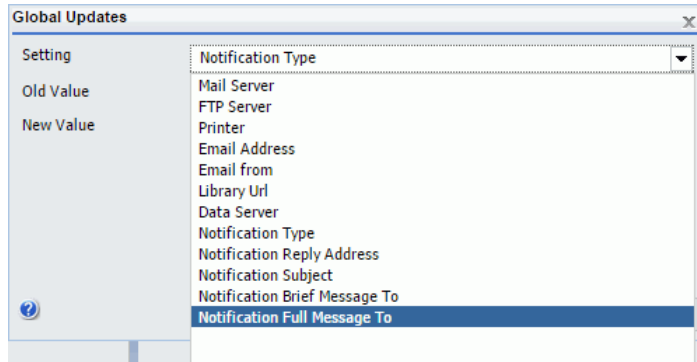 Global Updates
Setting
Notification Type
Old Value
New Value
Mail Server
FTP Server
Printer
Email Address
Email from
Library Url
Data Server
Notification Type
Notification Reply Address
Notification Subject
Notification Brief Message To
Notification Full Message To